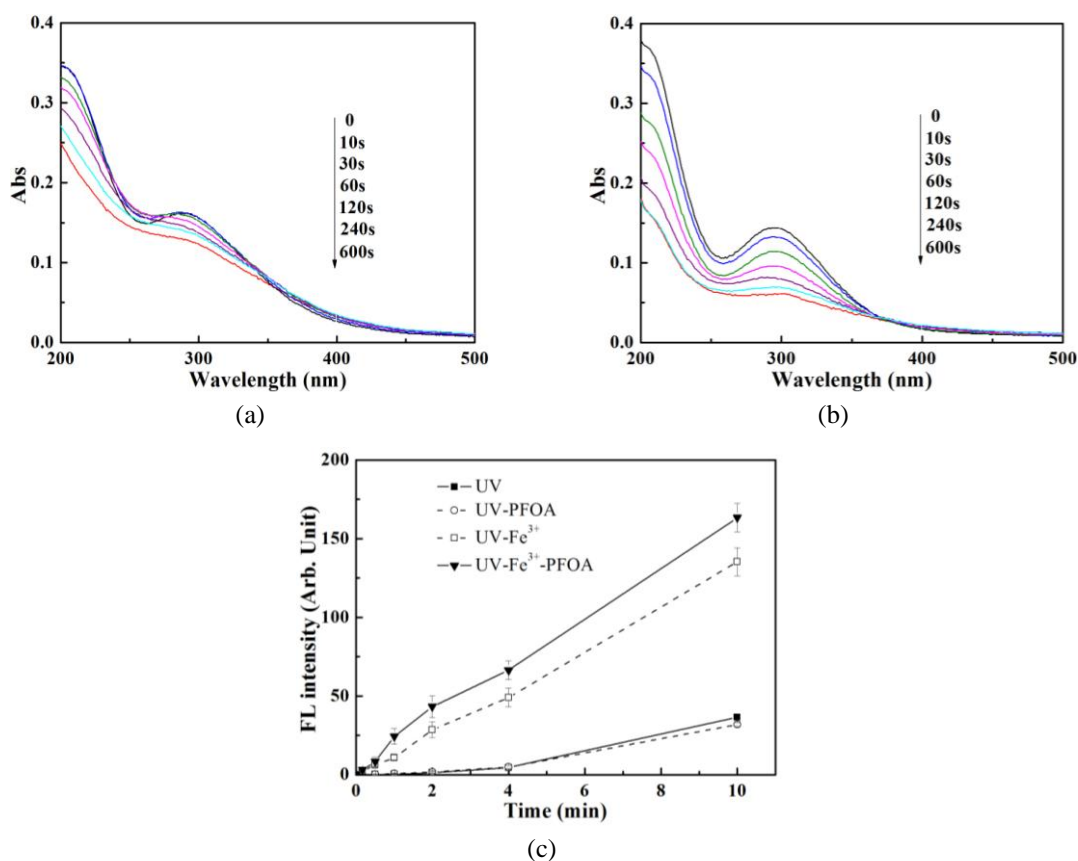 0.4
0.3
0.2
0.1
0.0
200
300
400
500
Abs
Wavelength (nm)
0
10s
30s
60s
120s
240s
600s
(a)
0.4
0.3
0.2
0.1
0.0
200
300
400
500
Abs
Wavelength (nm)
0
10s
30s
60s
120s
240s
600s
(b)
200
150
100
50
0
0
2
4
6
8
10
FL intensity (Arb. Unit)
Time (min)
UV
UV-PFOA
UV-Fe³⁺
UV-Fe³⁺-PFOA
(c)